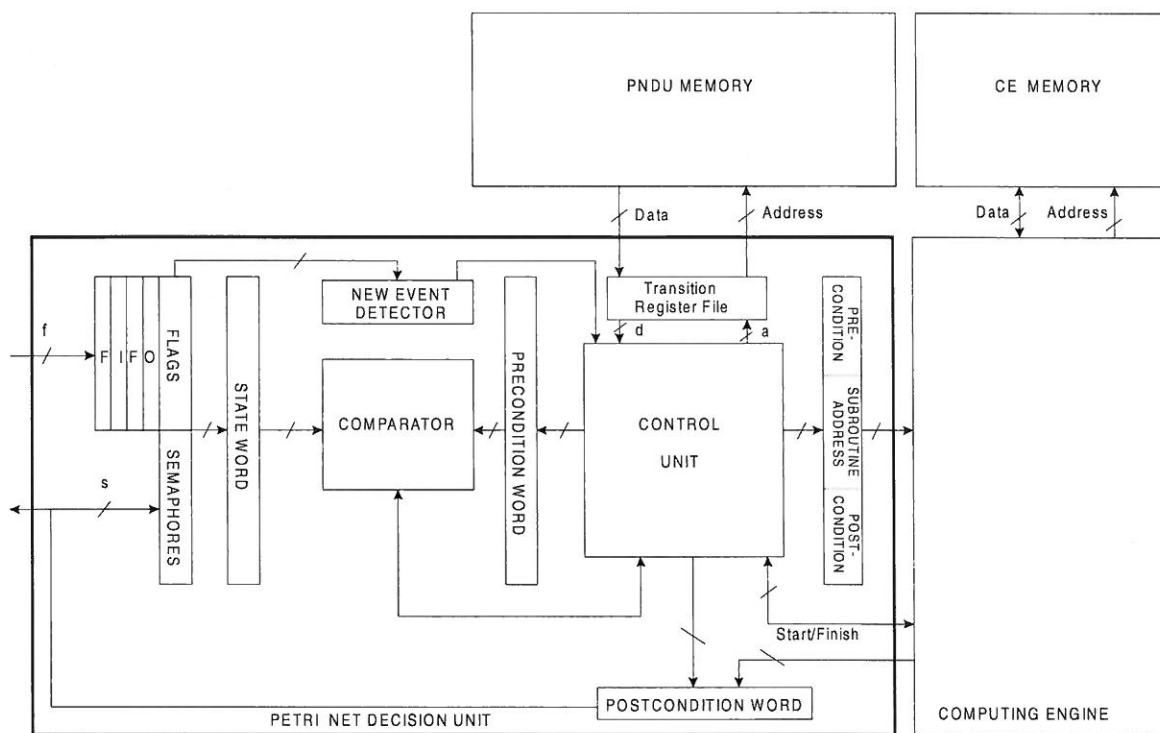 PNDU MEMORY
CE MEMORY
Data
Address
Data
Address
NEW EVENT
DETECTOR
Transition
Register File
f
F I F O
FLAGS
SEMAPHORES
STATE WORD
COMPARATOR
PRECONDITION WORD
d
a
CONTROL
UNIT
PRE-
CONDITION
SUBROUTINE
ADDRESS
POST-
CONDITION
s
Start/Finish
POSTCONDITION WORD
PETRI NET DECISION UNIT
COMPUTING ENGINE